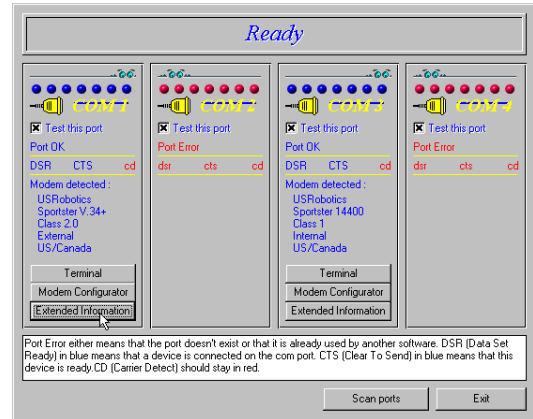 Ready
COM 1
Test this port
Port OK
DSR CTS cd
Modem detected :
USRobotics
Sportster V.34+
Class 2.0
External
US/Canada
Terminal
Modem Configurator
Extended Information
COM 2
Test this port
Port Error
dsr cts cd
COM 3
Test this port
Port OK
DSR CTS cd
Modem detected :
USRobotics
Sportster 14400
Class 1
Internal
US/Canada
Terminal
Modem Configurator
Extended Information
COM 4
Test this port
Port Error
dsr cts cd
Port Error either means that the port doesn't exist or that it is already used by another software. DSR (Data Set
Ready) in blue means that a device is connected on the com port. CTS (Clear To Send) in blue means that this
device is ready.CD (Carrier Detect) should stay in red.
Scan ports
Exit